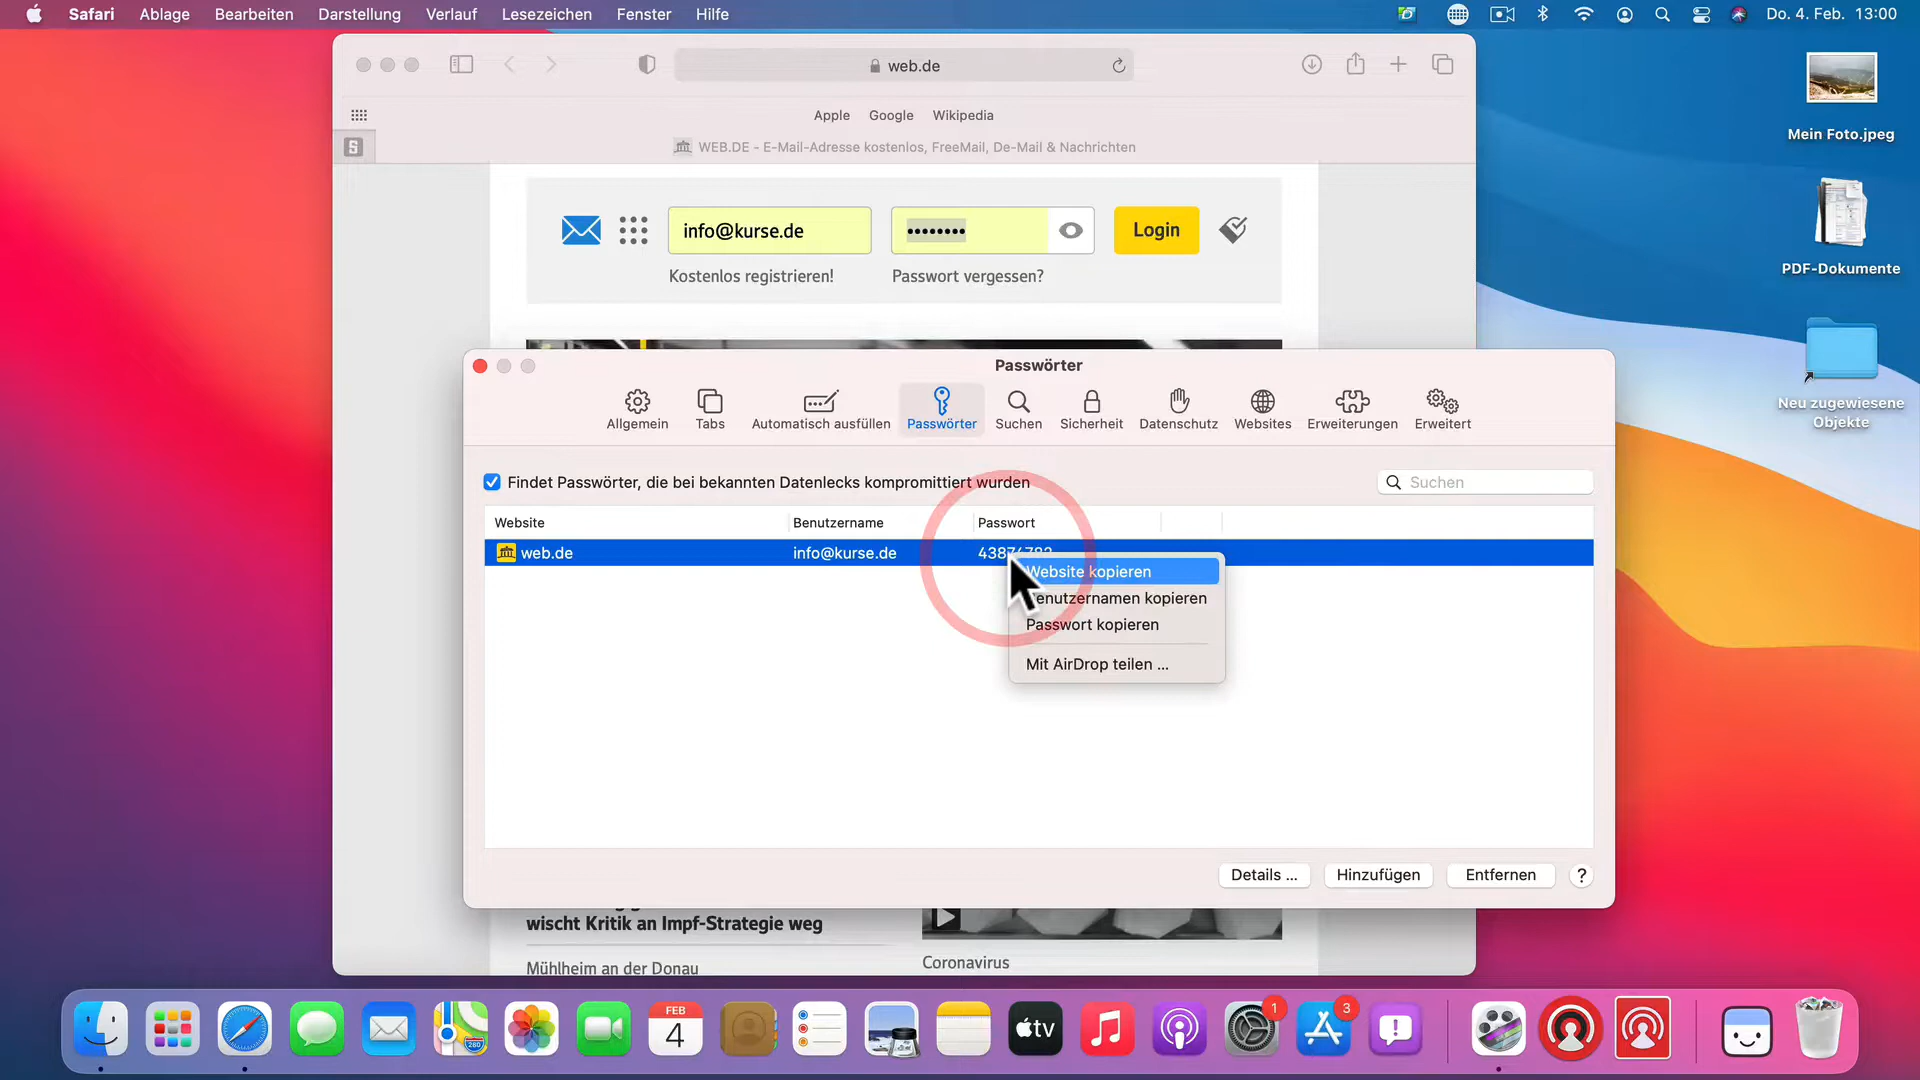 Safari Ablage Bearbeiten Darstellung Verlauf Lesezeichen Fenster Hilfe
Do. 4. Feb. 13:00
web.de
Apple Google Wikipedia
S
WEB.DE - E-Mail-Adresse kostenlos, FreeMail, De-Mail & Nachrichten
info@kurse.de
••••••••
Login
Kostenlos registrieren!
Passwort vergessen?
Mein Foto.jpeg
PDF-Dokumente
Neu zugewiesene
Objekte
Passwörter
Allgemein Tabs Automatisch ausfüllen Passwörter Suchen Sicherheit Datenschutz Websites Erweiterungen Erweitert
Findet Passwörter, die bei bekannten Datenlecks kompromittiert wurden
Suchen
Website Benutzername Passwort
web.de info@kurse.de
Website kopieren
Benutzernamen kopieren
Passwort kopieren
Mit AirDrop teilen ...
Details ... Hinzufügen Entfernen ?
wischt Kritik an Impf-Strategie weg
Mühlheim an der Donau
Coronavirus
280
FEB
4
tv
1
3